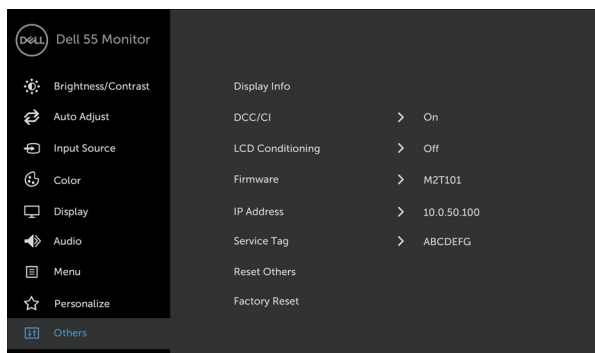 DELL Dell 55 Monitor
Brightness/Contrast
Auto Adjust
Input Source
Color
Display
Audio
Menu
Personalize
Others
Display Info
DCC/CI > On
LCD Conditioning > Off
Firmware > M2T101
IP Address > 10.0.50.100
Service Tag > ABCDEFG
Reset Others
Factory Reset